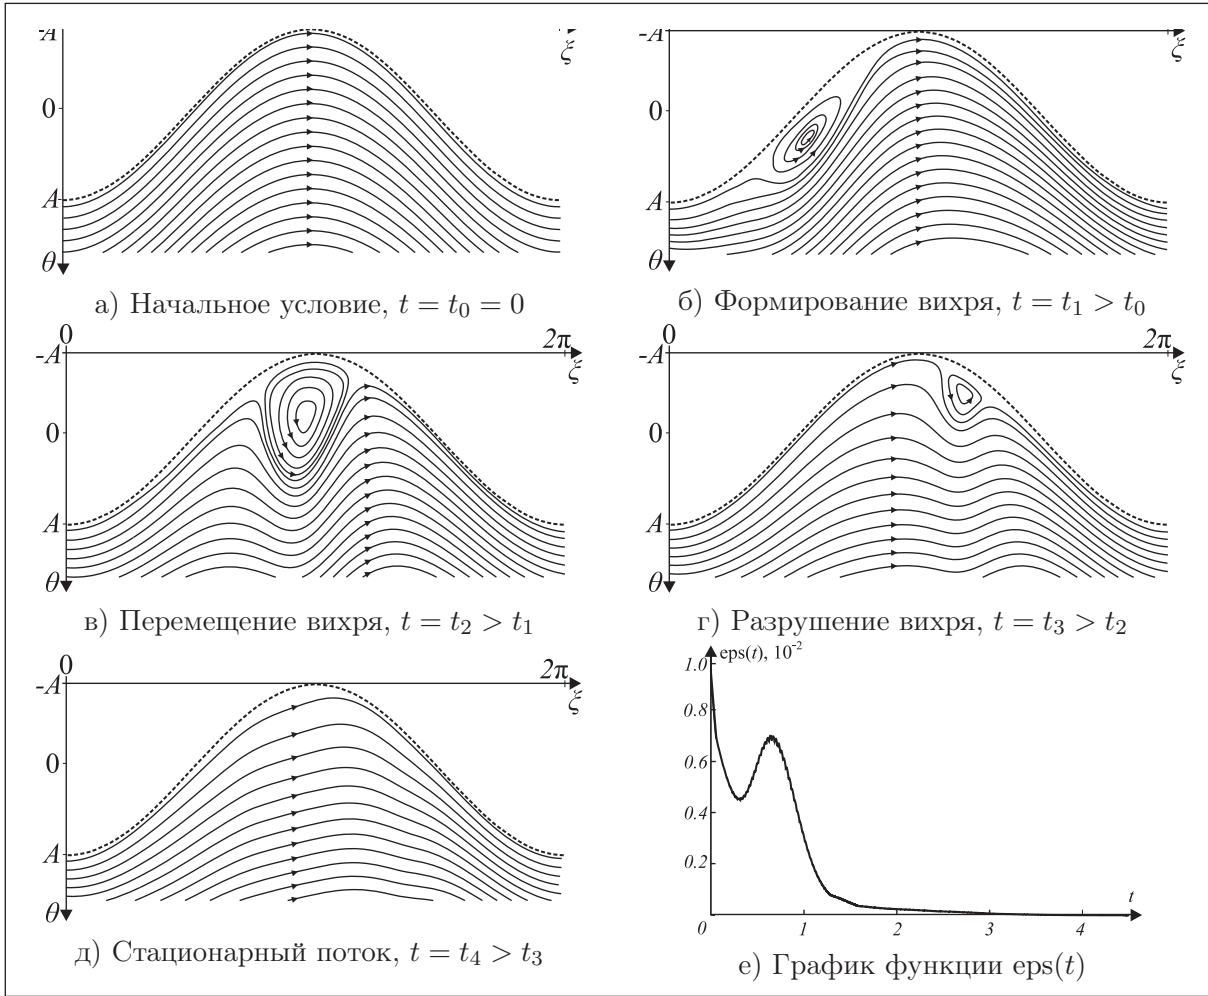 -A
ξ
0
A
θ
а) Начальное условие, t = t₀ = 0
-A
ξ
0
A
θ
б) Формирование вихря, t = t₁ > t₀
0
2π
-A
ξ
0
A
θ
в) Перемещение вихря, t = t₂ > t₁
0
2π
-A
ξ
0
A
θ
г) Разрушение вихря, t = t₃ > t₂
0
2π
-A
ξ
0
A
θ
д) Стационарный поток, t = t₄ > t₃
eps(t), 10⁻²
1.0
0.8
0.6
0.4
0.2
t
0 1 2 3 4
е) График функции eps(t)